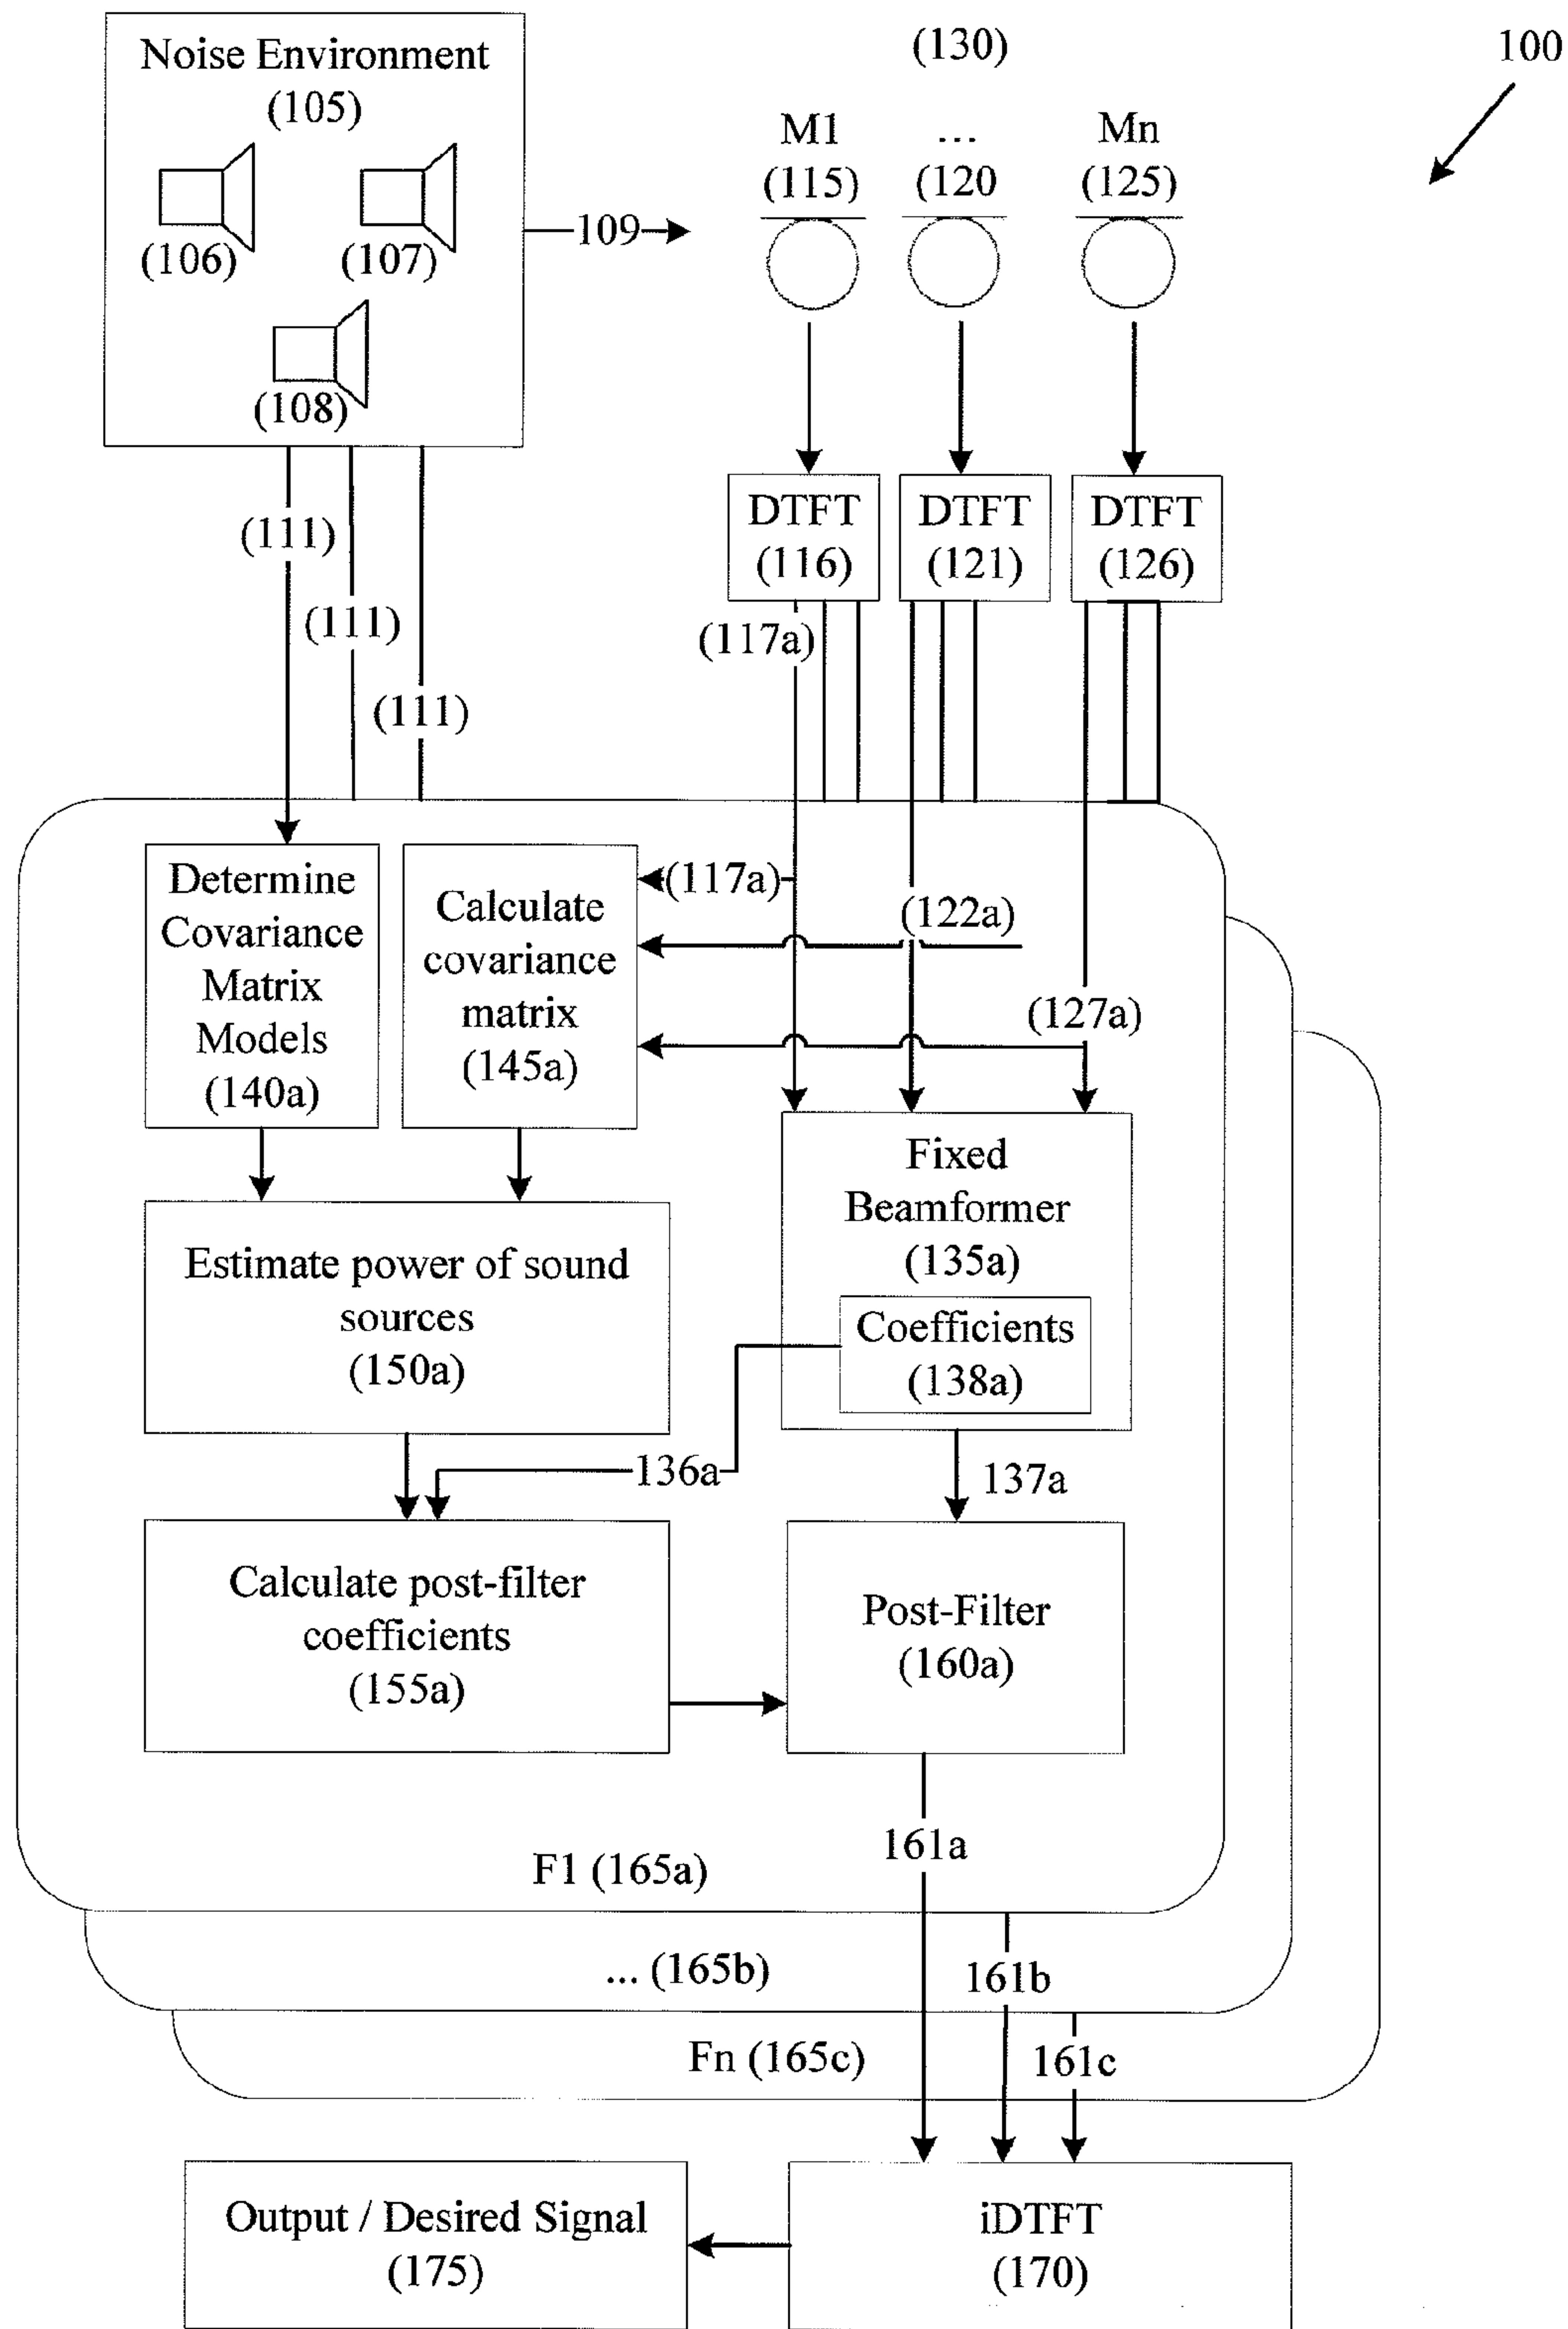 100
(130)
Noise Environment
(105)
(106)
(107)
(108)
109
M1
(115)
...
(120
Mn
(125)
DTFT
(116)
DTFT
(121)
DTFT
(126)
(111)
(111)
(111)
(117a)
Determine
Covariance
Matrix
Models
(140a)
Calculate
covariance
matrix
(145a)
(117a)
(122a)
(127a)
Fixed
Beamformer
(135a)
Coefficients
(138a)
Estimate power of sound
sources
(150a)
136a
137a
Calculate post-filter
coefficients
(155a)
Post-Filter
(160a)
161a
F1 (165a)
... (165b)
161b
Fn (165c)
161c
Output / Desired Signal
(175)
iDTFT
(170)